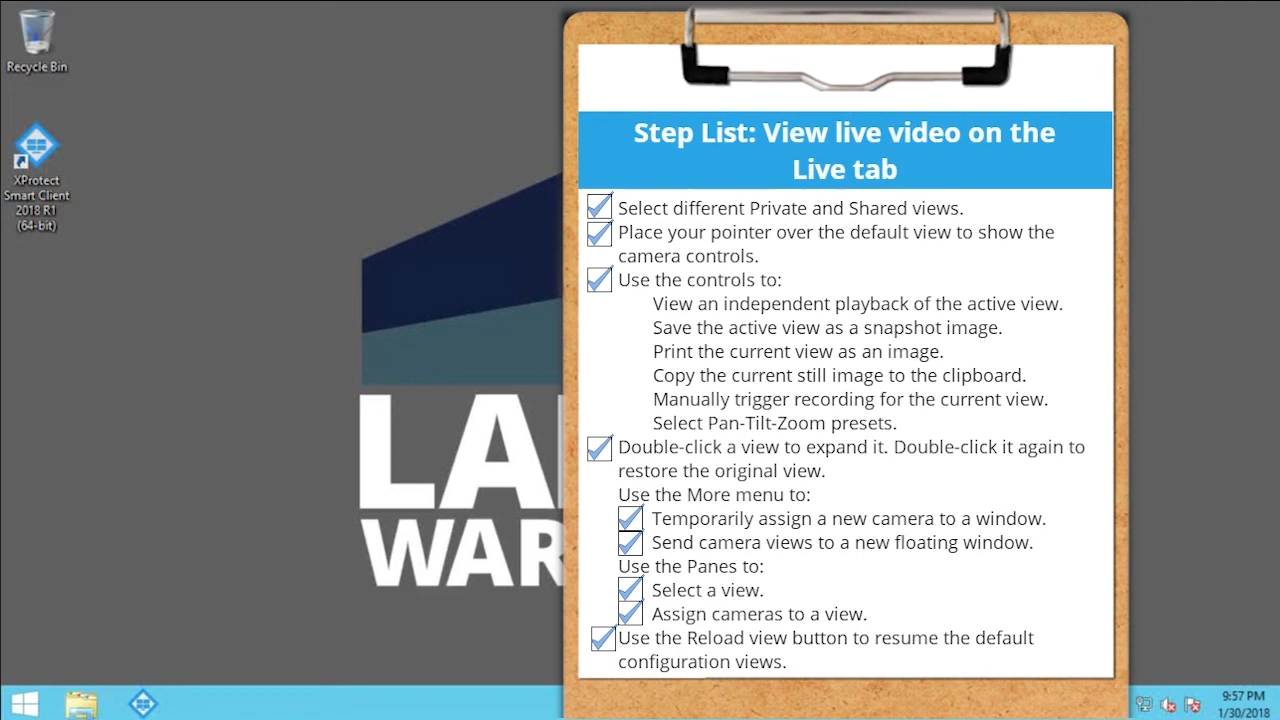 Recycle Bin
XProtect
Smart Client
2018 R1
(64-bit)
LA
WAR
Step List: View live video on the
Live tab
Select different Private and Shared views.
Place your pointer over the default view to show the
camera controls.
Use the controls to:
View an independent playback of the active view.
Save the active view as a snapshot image.
Print the current view as an image.
Copy the current still image to the clipboard.
Manually trigger recording for the current view.
Select Pan-Tilt-Zoom presets.
Double-click a view to expand it. Double-click it again to
restore the original view.
Use the More menu to:
Temporarily assign a new camera to a window.
Send camera views to a new floating window.
Use the Panes to:
Select a view.
Assign cameras to a view.
Use the Reload view button to resume the default
configuration views.
9:57 PM
1/30/2018